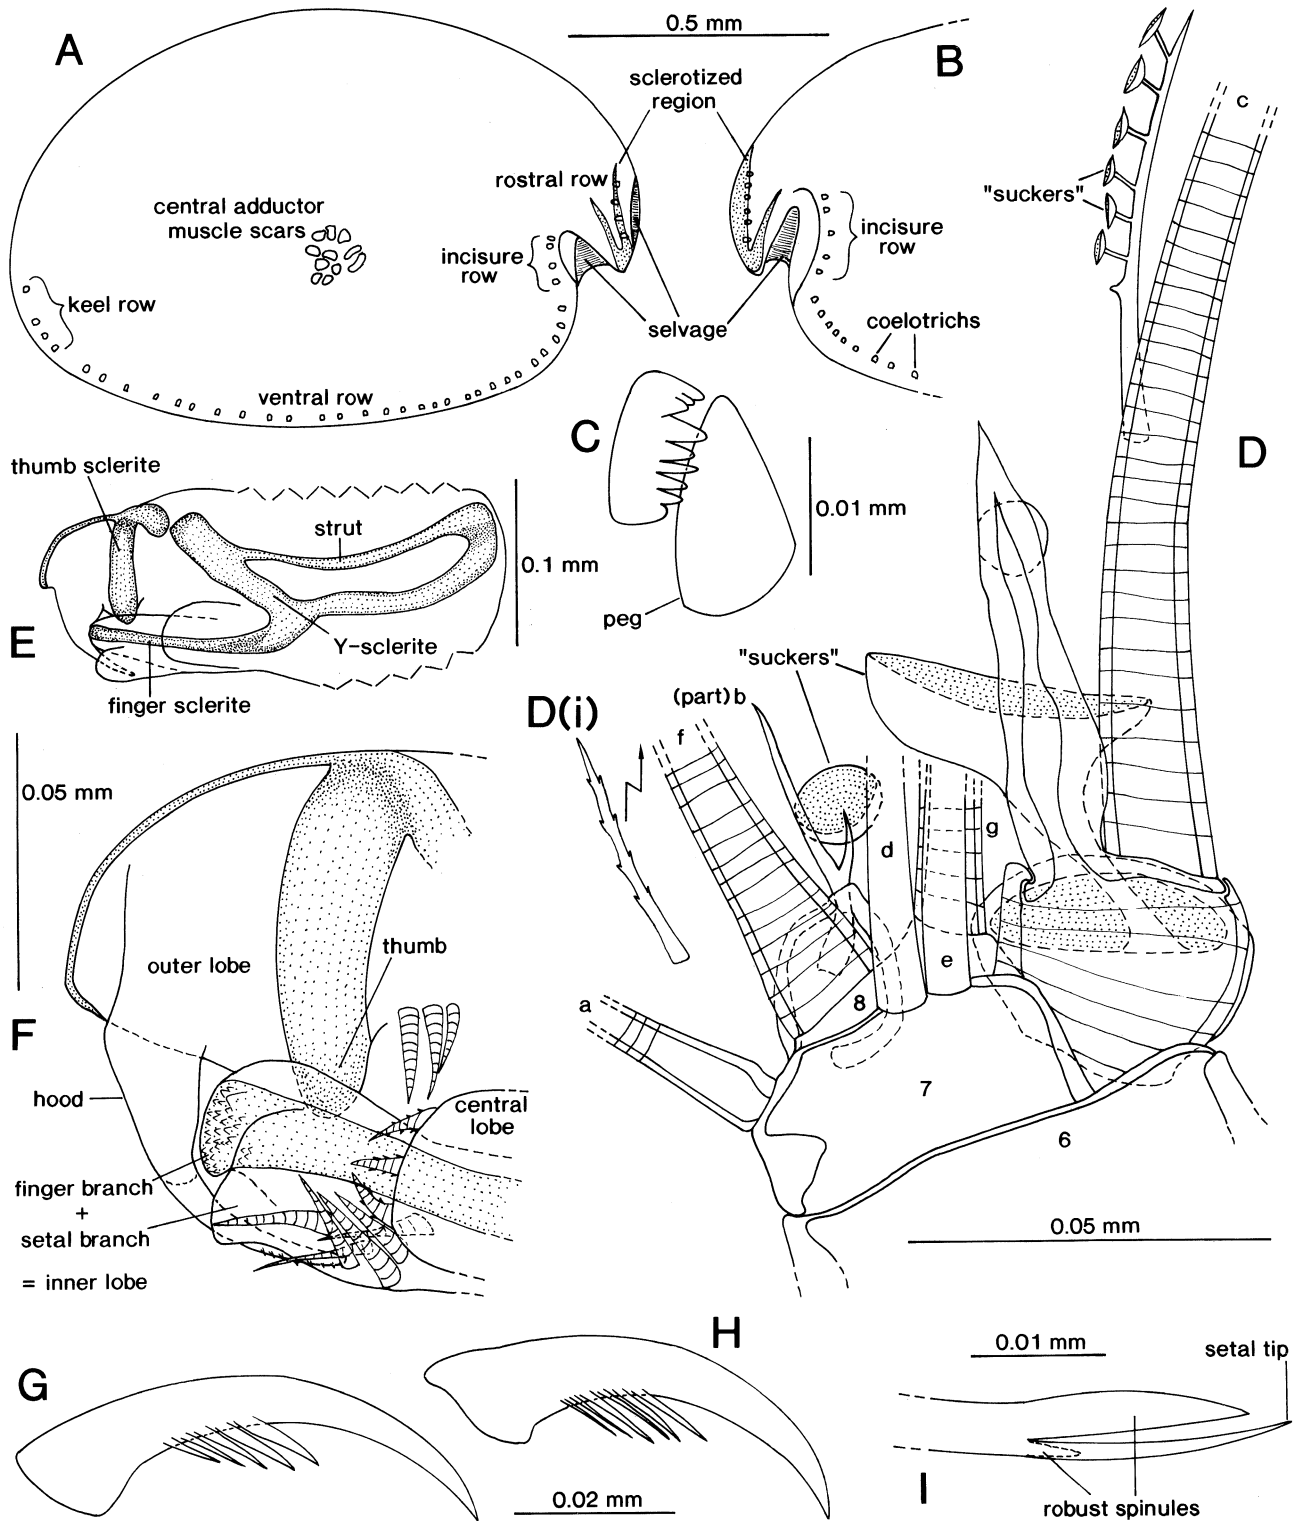 A
0.5 mm
B
sclerotized
region
c
rostral row
central adductor
muscle scars
"suckers"
incisure
row
incisure
row
keel row
selvage
coelotrichs
ventral row
C
D
thumb sclerite
strut
0.01 mm
0.1 mm
peg
E
Y-sclerite
"suckers"
finger sclerite
D(i)
(part) b
f
0.05 mm
g
d
thumb
outer lobe
e
8
a
F
hood
7
central
lobe
6
finger branch
+
setal branch
= inner lobe
0.05 mm
H
0.01 mm
setal tip
G
I
0.02 mm
robust spinules